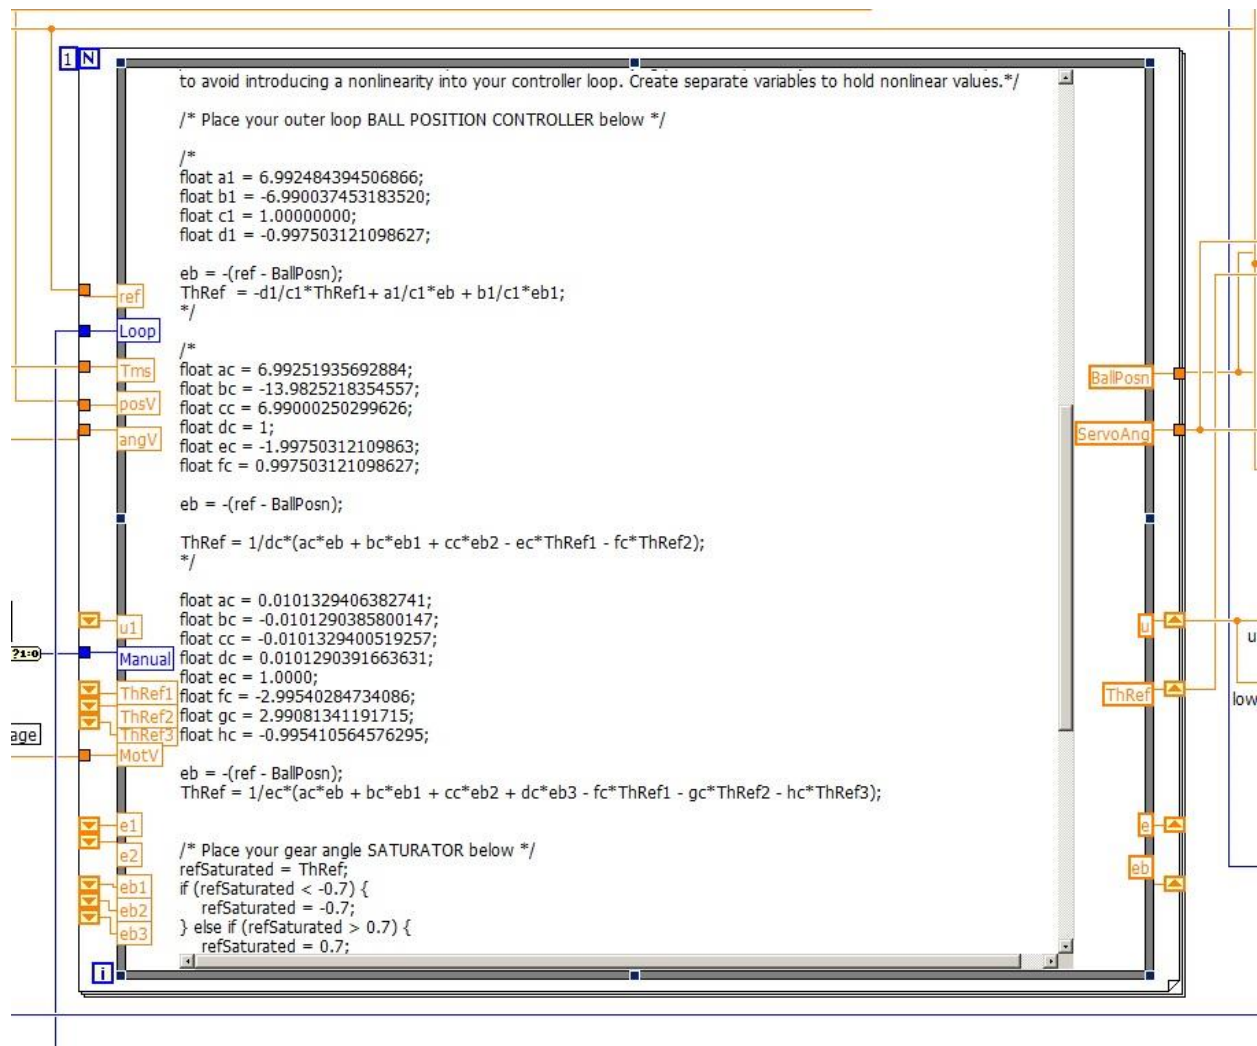 1 N
to avoid introducing a nonlinearity into your controller loop. Create separate variables to hold nonlinear values.*/
/* Place your outer loop BALL POSITION CONTROLLER below */
/*
float a1 = 6.992484394506866;
float b1 = -6.990037453183520;
float c1 = 1.00000000;
float d1 = -0.997503121098627;
eb = -(ref - BallPosn);
ThRef  = -d1/c1*ThRef1+ a1/c1*eb + b1/c1*eb1;
*/
/*
float ac = 6.99251935692884;
float bc = -13.9825218354557;
float cc = 6.99000250299626;
float dc = 1;
float ec = -1.99750312109863;
float fc = 0.997503121098627;
eb = -(ref - BallPosn);
ThRef = 1/dc*(ac*eb + bc*eb1 + cc*eb2 - ec*ThRef1 - fc*ThRef2);
*/
float ac = 0.0101329406382741;
float bc = -0.0101290385800147;
float cc = -0.0101329400519257;
float dc = 0.0101290391663631;
float ec = 1.0000;
float fc = -2.99540284734086;
float gc = 2.99081341191715;
float hc = -0.995410564576295;
eb = -(ref - BallPosn);
ThRef = 1/ec*(ac*eb + bc*eb1 + cc*eb2 + dc*eb3 - fc*ThRef1 - gc*ThRef2 - hc*ThRef3);
/* Place your gear angle SATURATOR below */
refSaturated = ThRef;
if (refSaturated < -0.7) {
refSaturated = -0.7;
} else if (refSaturated > 0.7) {
refSaturated = 0.7;
ref
Loop
Tms
posV
angV
u1
?1:0
Manual
ThRef1
ThRef2
ThRef3
MotV
e1
e2
eb1
eb2
eb3
i
BallPosn
ServoAng
u
ThRef
e
eb
u